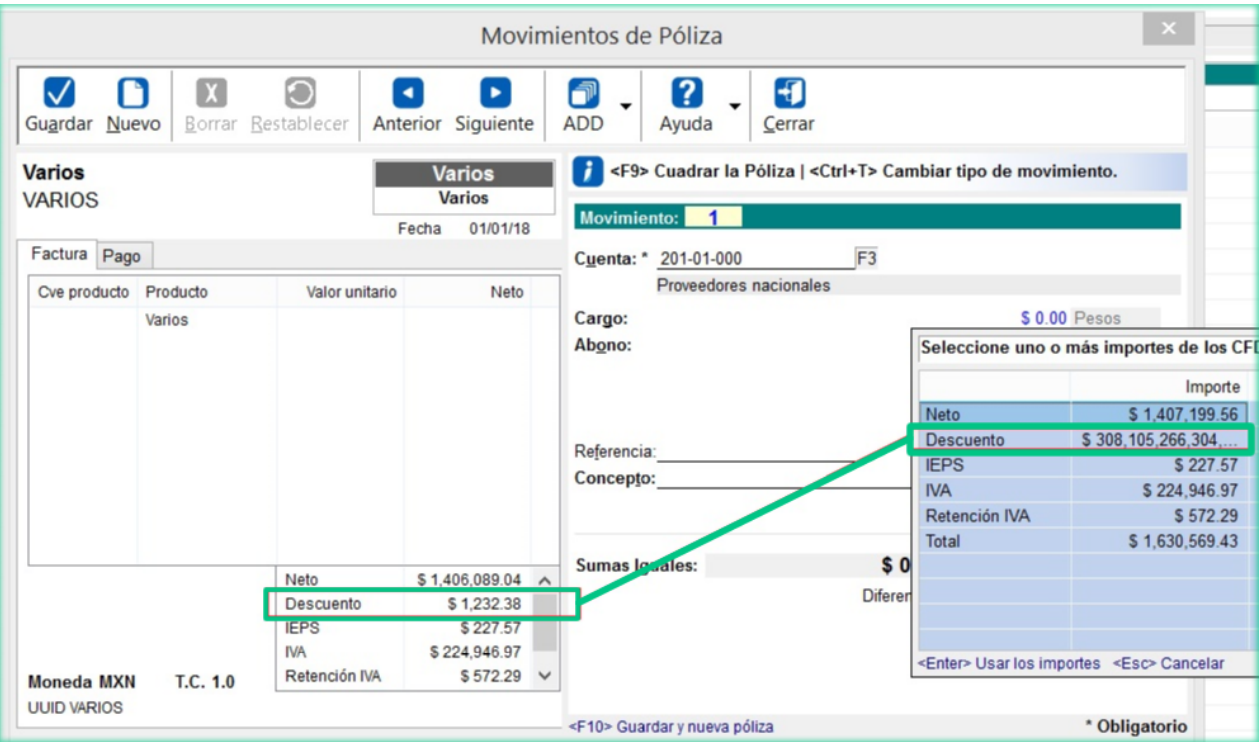 Movimientos de Póliza
Guardar Nuevo Borrar Restablecer Anterior Siguiente ADD Ayuda Cerrar
Varios
VARIOS
Varios
Varios
Fecha 01/01/18
Factura Pago
Cve producto Producto Valor unitario Neto
Varios
Neto $ 1,406,089.04
Descuento $ 1,232.38
IEPS $ 227.57
IVA $ 224,946.97
Retención IVA $ 572.29
Moneda MXN T.C. 1.0
UUID VARIOS
<F9> Cuadrar la Póliza | <Ctrl+T> Cambiar tipo de movimiento.
Movimiento: 1
Cuenta: * 201-01-000 F3
Proveedores nacionales
Cargo: $ 0.00 Pesos
Abono:
Referencia:
Concepto:
Sumas Iguales: $ 0
Diferen
Seleccione uno o más importes de los CFD
Importe
Neto $ 1,407,199.56
Descuento $ 308,105,266,304,...
IEPS $ 227.57
IVA $ 224,946.97
Retención IVA $ 572.29
Total $ 1,630,569.43
<Enter> Usar los importes <Esc> Cancelar
<F10> Guardar y nueva póliza * Obligatorio